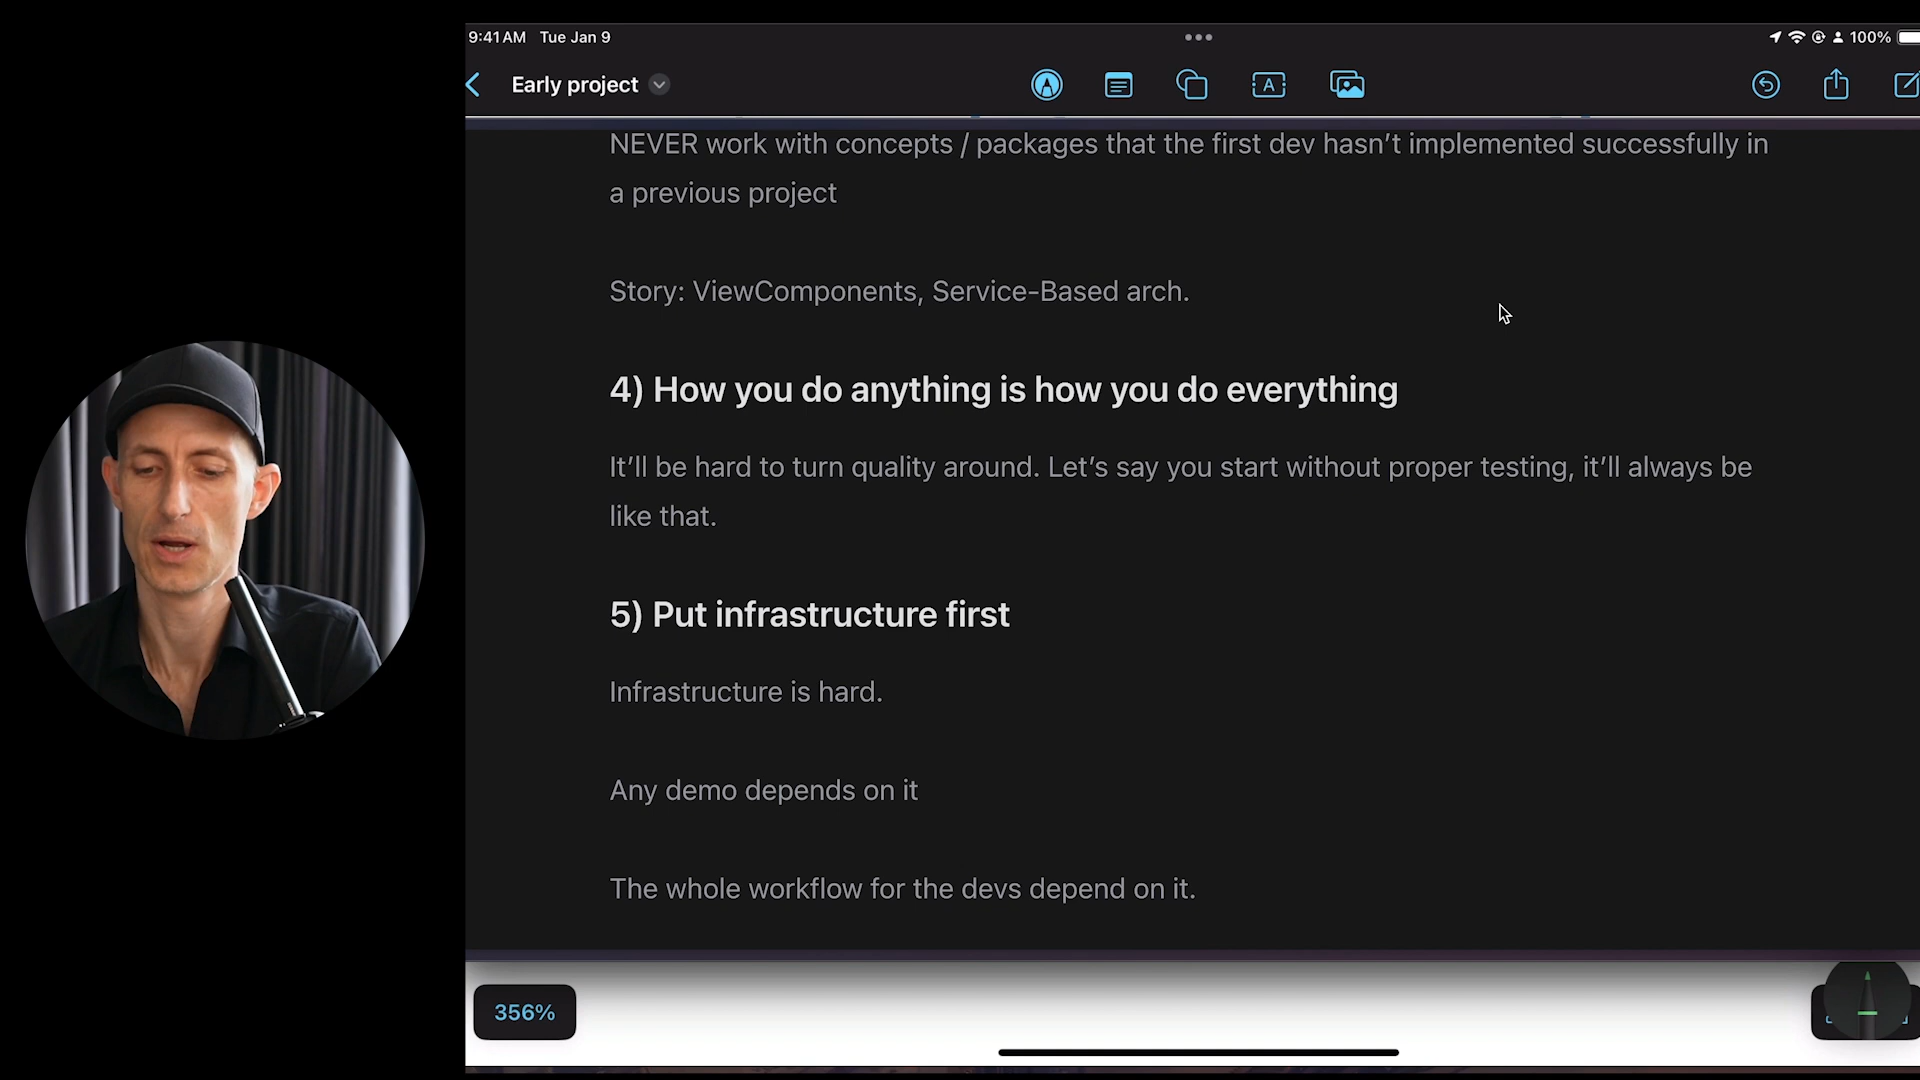 9:41 AM Tue Jan 9
100%
Early project
A
NEVER work with concepts / packages that the first dev hasn't implemented successfully in
a previous project
Story: ViewComponents, Service-Based arch.
4) How you do anything is how you do everything
It'll be hard to turn quality around. Let's say you start without proper testing, it'll always be
like that.
5) Put infrastructure first
Infrastructure is hard.
Any demo depends on it
The whole workflow for the devs depend on it.
356%